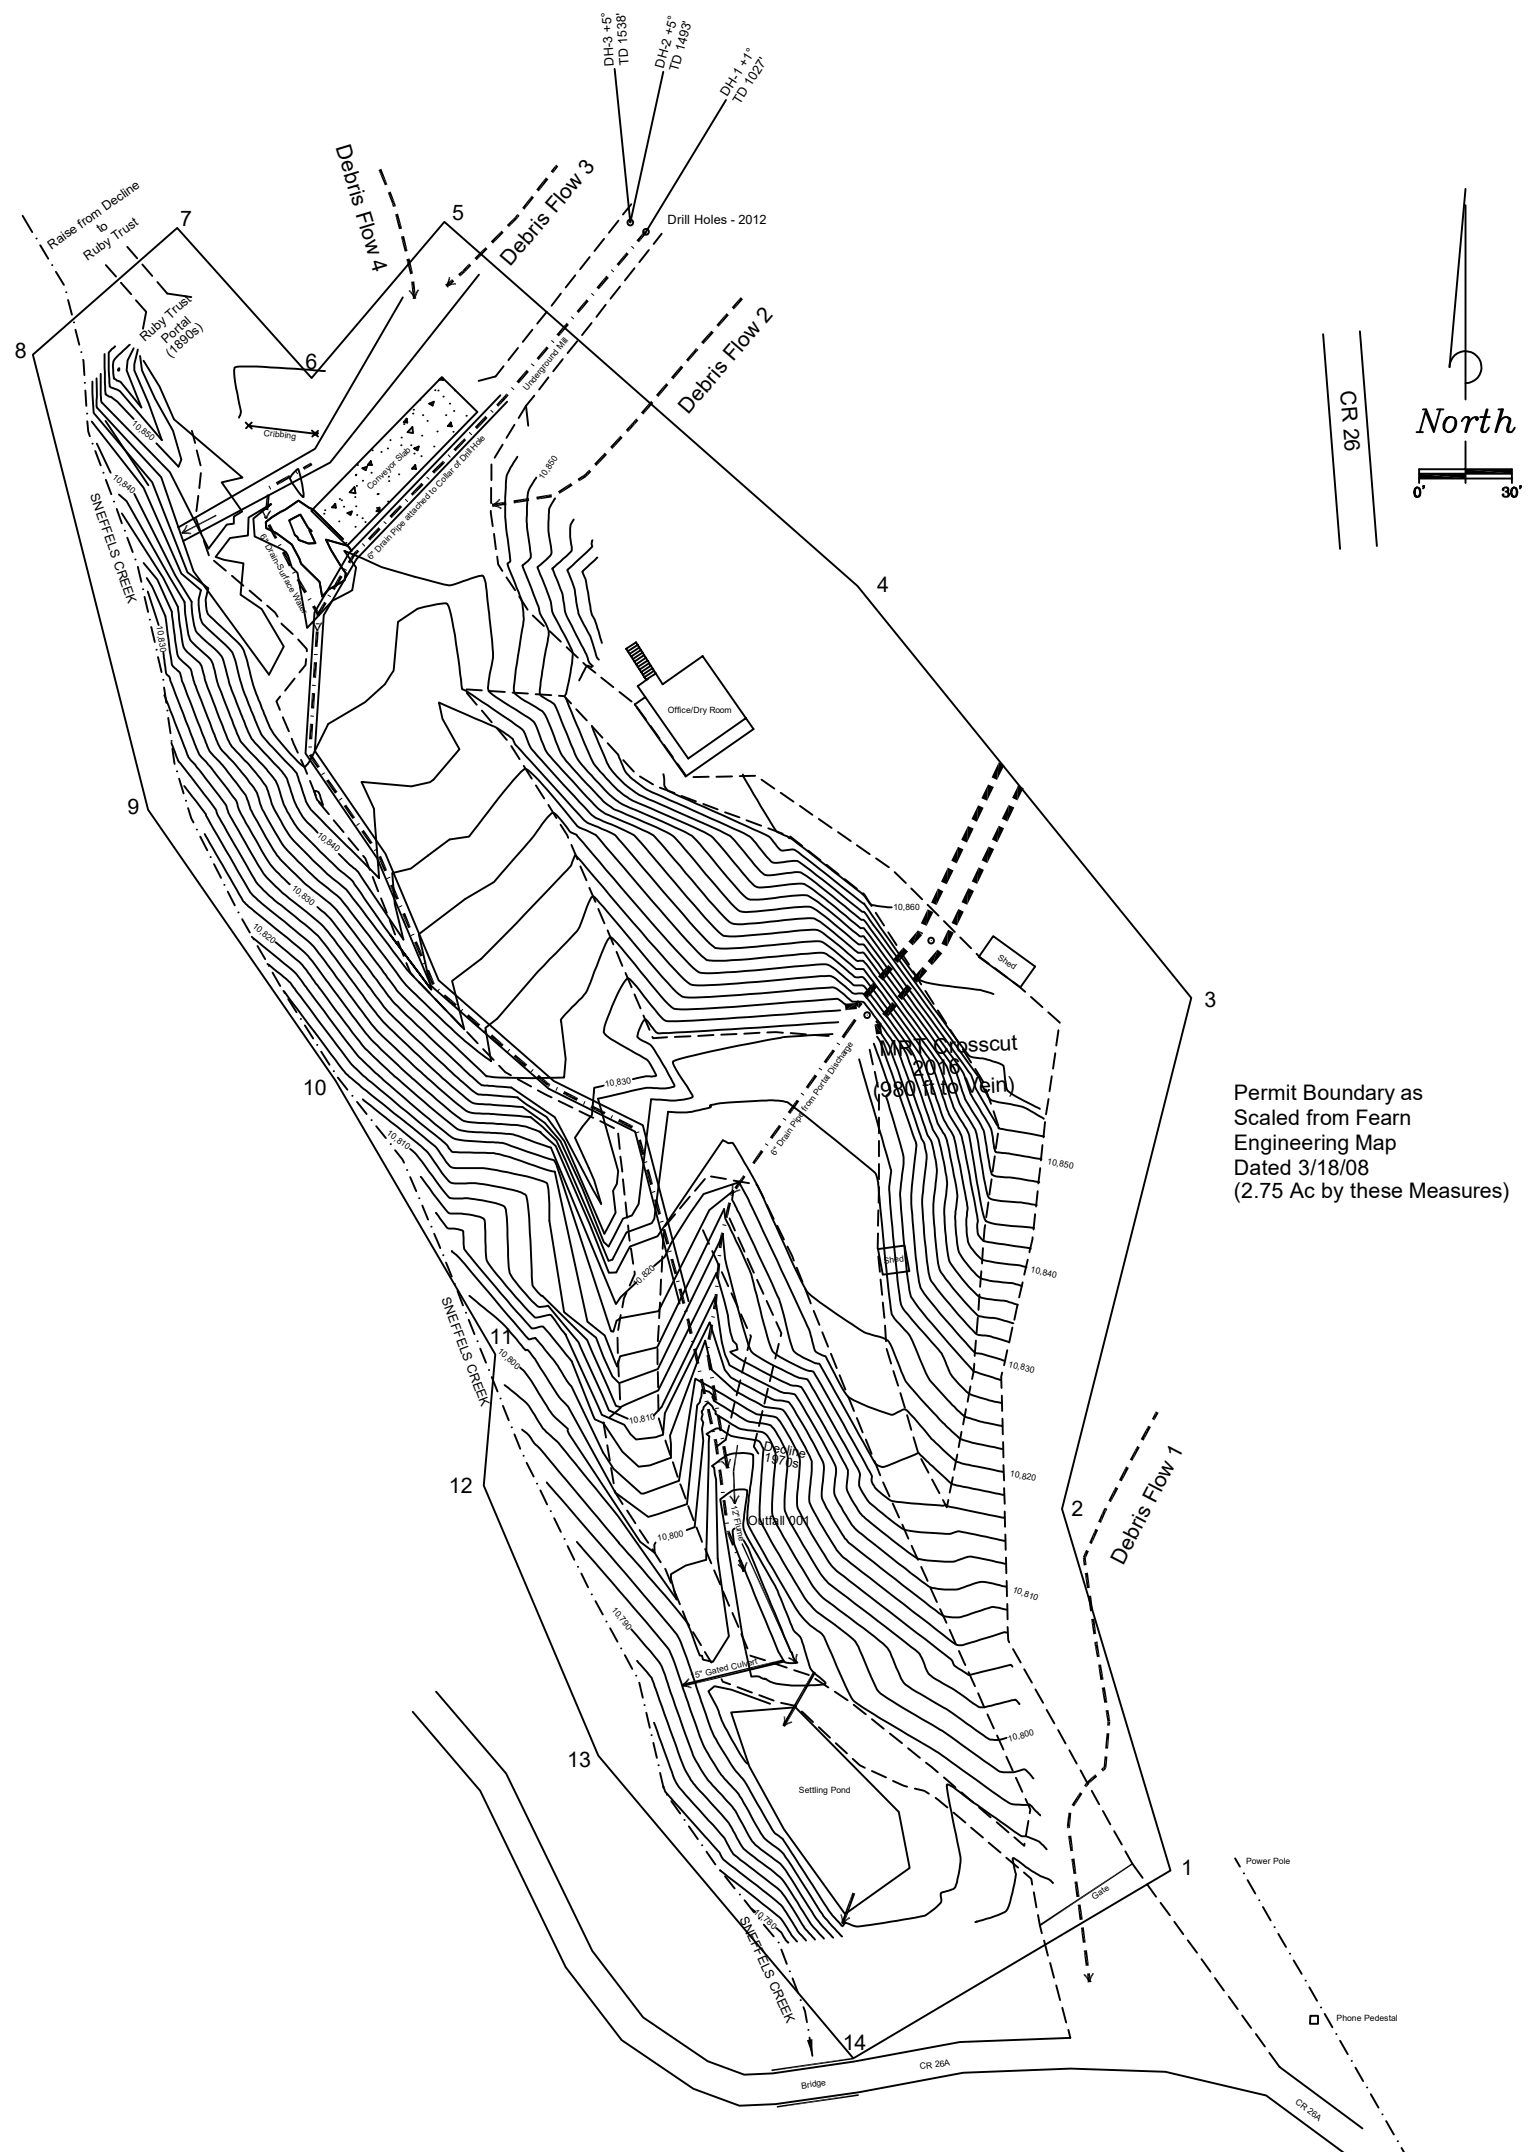 DH-3 +5°
TD 1538'
DH-2 +5°
TD 1493'
DH-1 +1°
TD 1027'
Debris Flow 4
Debris Flow 3
Drill Holes - 2012
Raise from Decline
to
Ruby Trust
7
5
Ruby Trust
Portal
(1890s)
8
6
Underground Mill
Debris Flow 2
CR 26
North
0'
30'
10,850
Cribbing
Conveyor Slab
6" Drain Pipe attached to Collar of Drill Hole
10,850
10,840
SNEFFELS CREEK
6" Drain-Surface Water
10,830
4
Office/Dry Room
9
10,840
10,830
10,820
10,860
Shed
3
MRT Crosscut
2016
(980 ft to Vein)
6" Drain Pipe from Portal Discharge
10
10,830
10,810
Permit Boundary as
Scaled from Fearn
Engineering Map
Dated 3/18/08
(2.75 Ac by these Measures)
10,850
Shed
10,840
10,820
SNEFFELS CREEK
11
10,800
10,830
10,810
Decline
1970s
12
10,820
2
Debris Flow 1
12" Flume
Outfall 001
10,800
10,810
10,790
5" Gated Culvert
10,800
13
Settling Pond
1
Power Pole
Gate
10,780
SNEFFELS CREEK
Phone Pedestal
14
CR 26A
Bridge
CR 26A